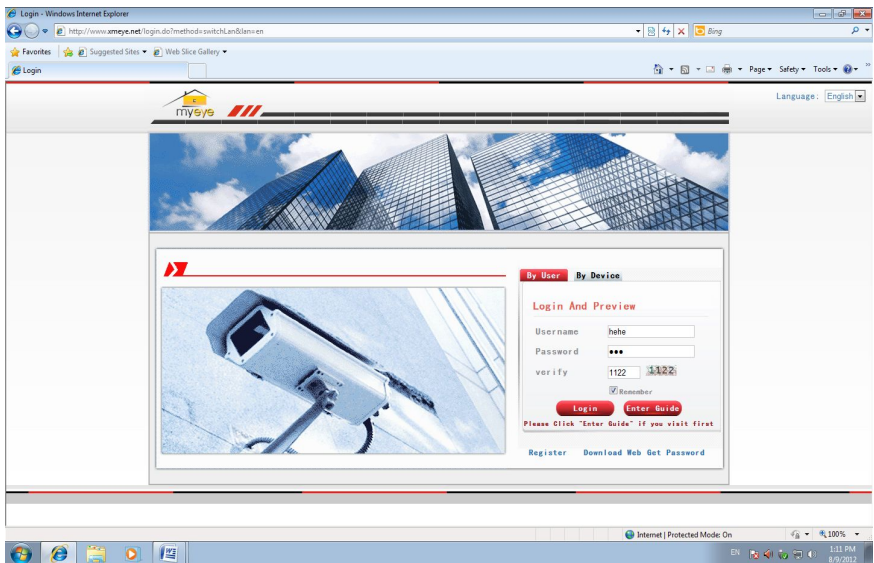 Login - Windows Internet Explorer
http://www.xmeye.net/login.do?method=switchLan&lan=en
Bing
Favorites
Suggested Sites
Web Slice Gallery
Login
Page
Safety
Tools
Language:
English
myeye
By User
By Device
Login And Preview
Username
hehe
Password
verify
1122
1122
Remember
Login
Enter Guide
Please Click "Enter Guide" if you visit first
Register
Download Web
Get Password
Internet | Protected Mode: On
100%
EN
1:11 PM
8/9/2012